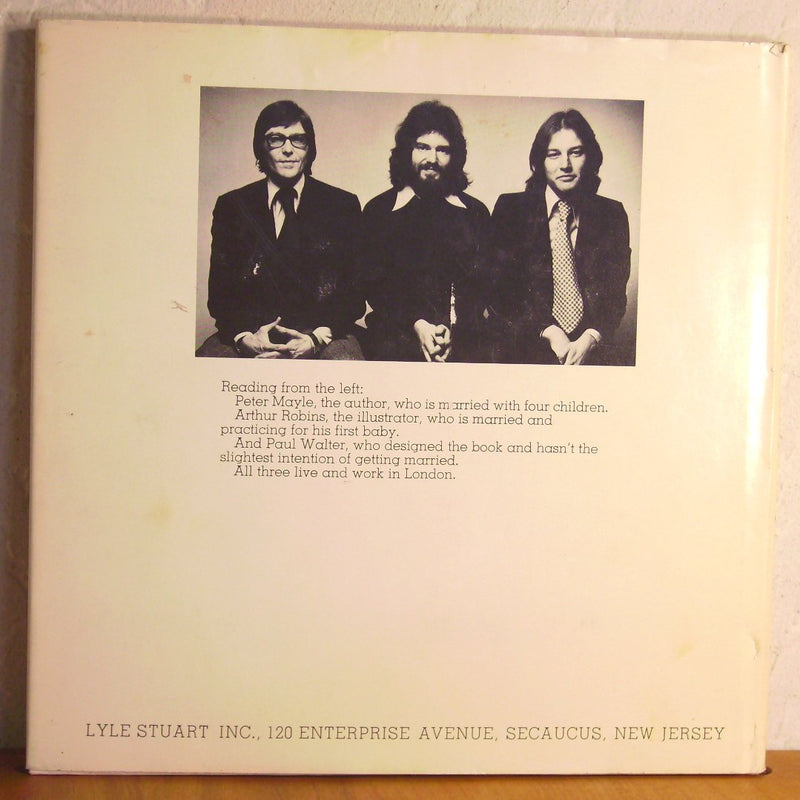 Reading from the left:
Peter Mayle, the author, who is married with four children.
Arthur Robins, the illustrator, who is married and
practicing for his first baby.
And Paul Walter, who designed the book and hasn't the
slightest intention of getting married.
All three live and work in London.
LYLE STUART INC., 120 ENTERPRISE AVENUE, SECAUCUS, NEW JERSEY